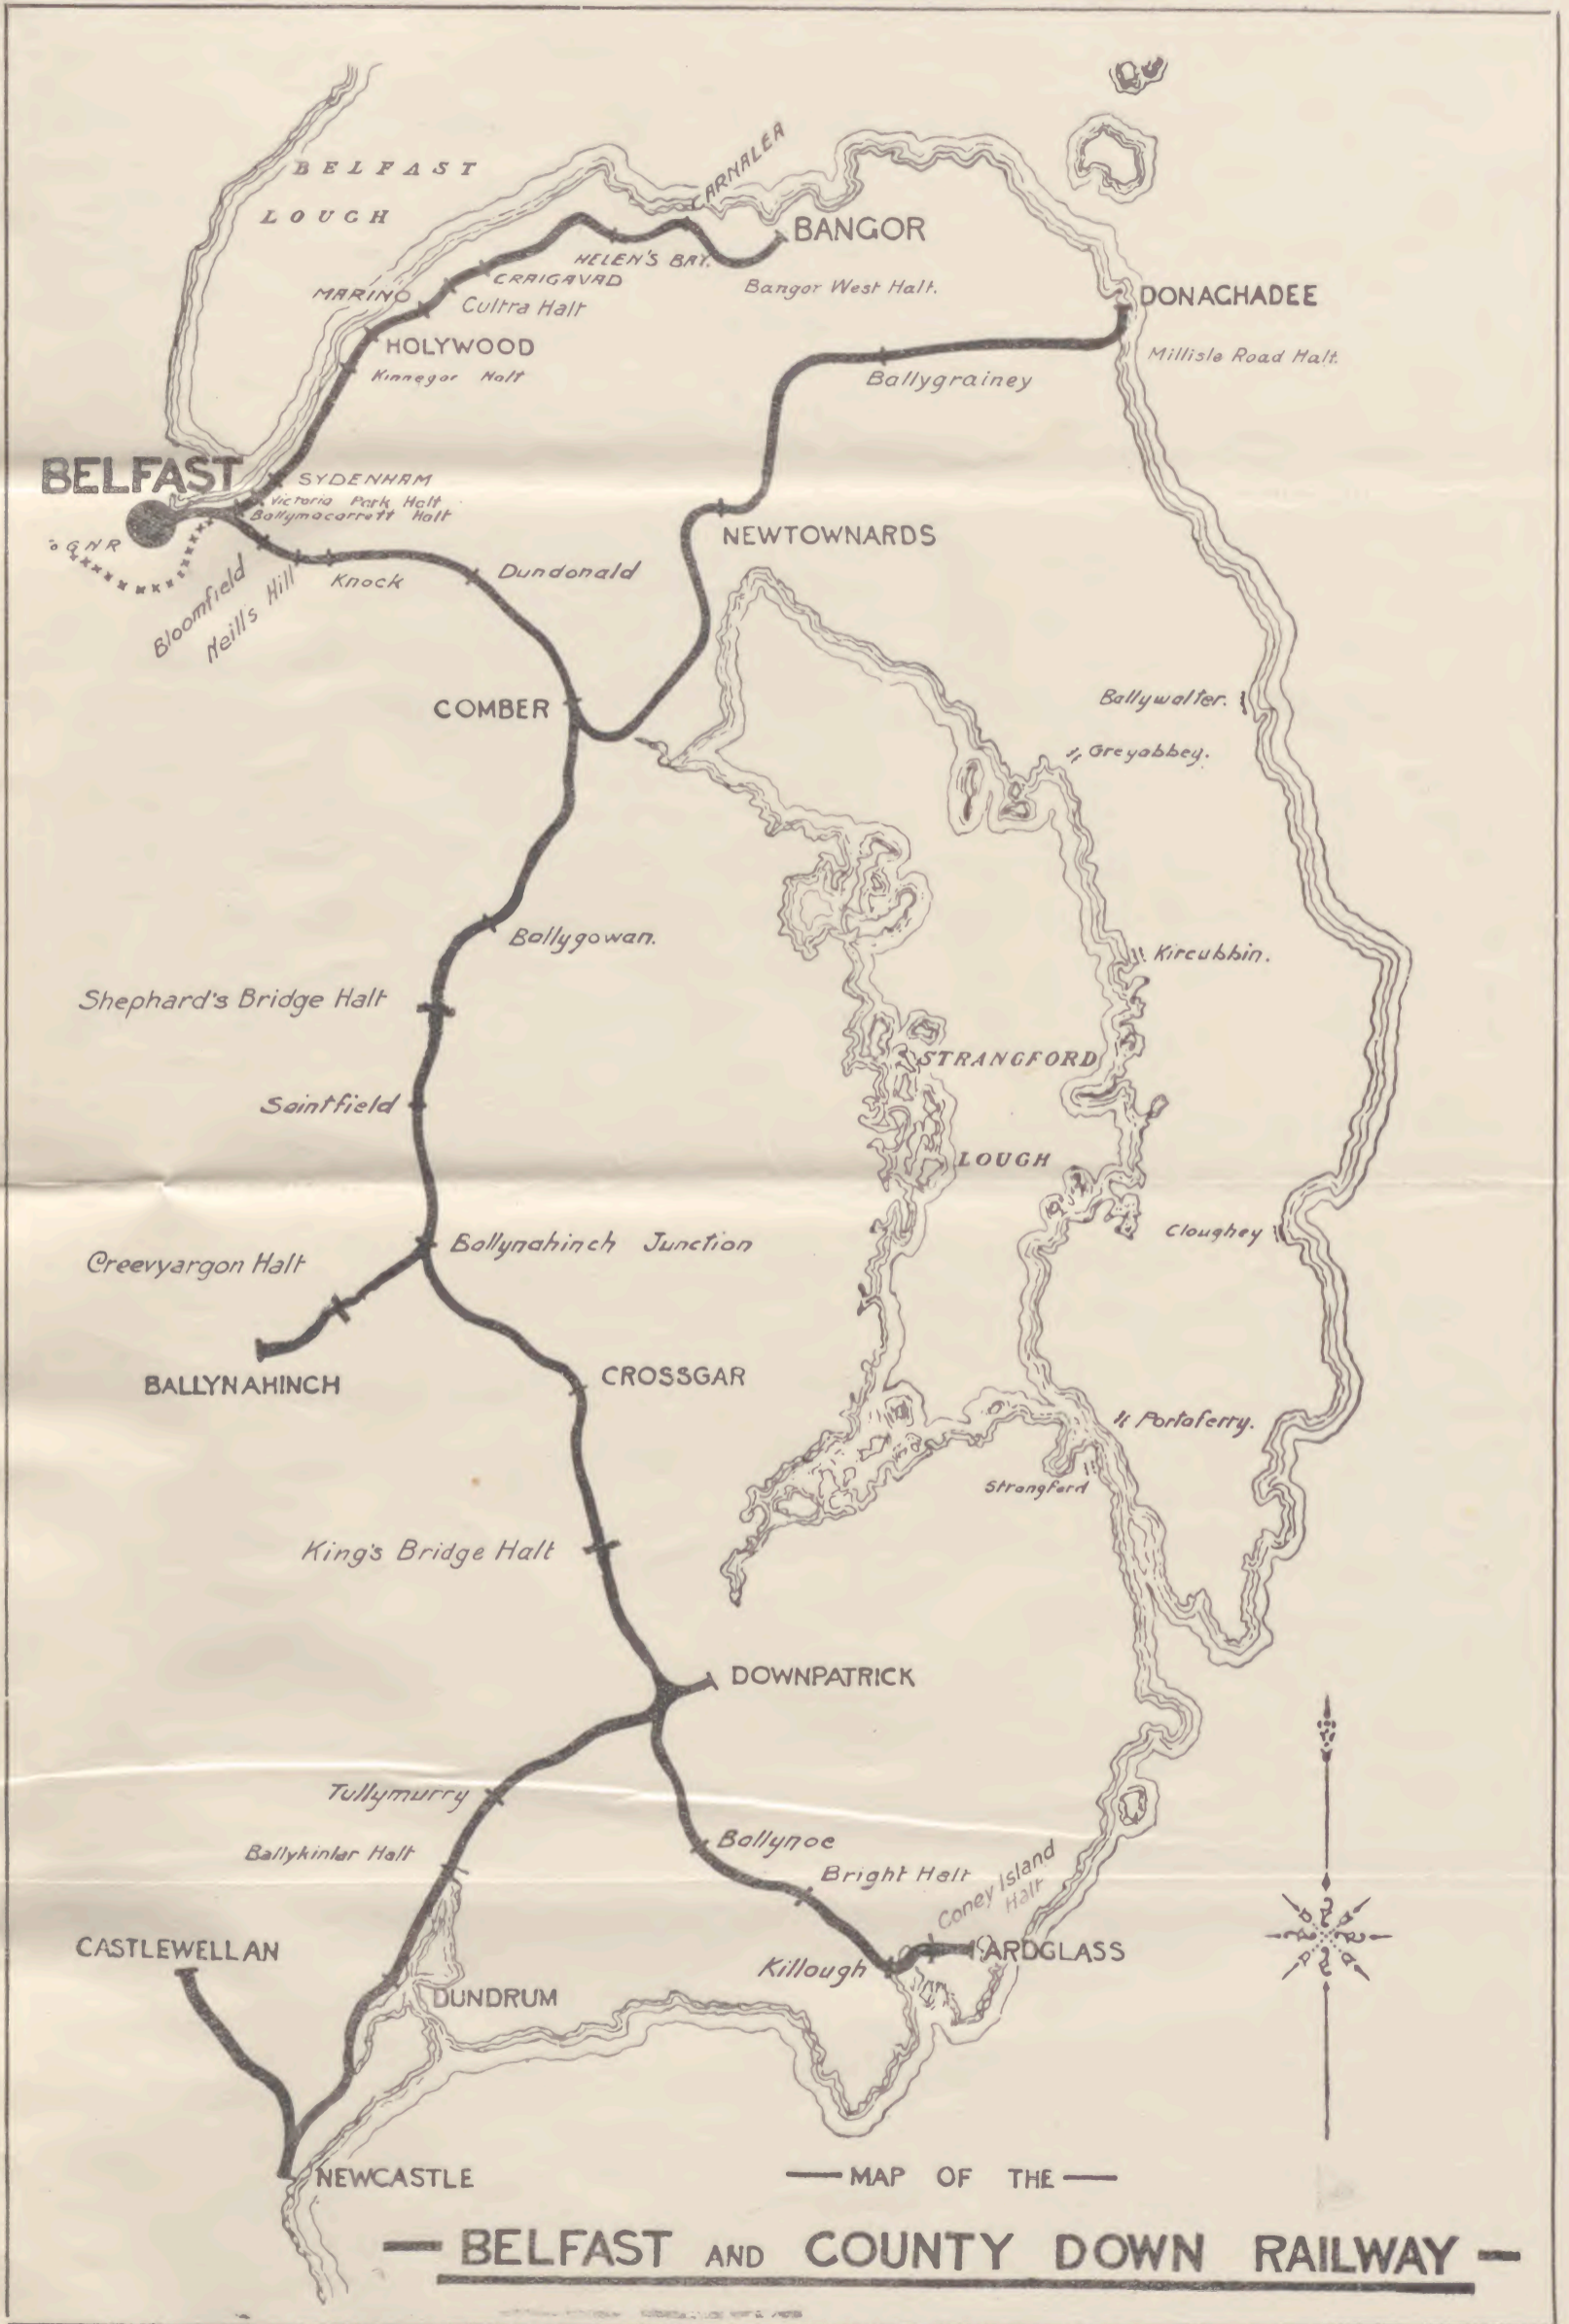 BELFAST
LOUGH
CARNALEA
BANGOR
HELEN'S BAY.
CRAIGAVAD
Bangor West Halt.
MARINO
Cultra Halt
DONAGHADEE
HOLYWOOD
Kinnegar Halt
Millisle Road Halt.
Ballygrainey
BELFAST
SYDENHAM
Victoria Park Halt
Ballymacarrett Halt
NEWTOWNARDS
GNR
Bloomfield
Neill's Hill
Knock
Dundonald
COMBER
Ballywalter.
Greyabbey.
Ballygowan.
Kircubbin.
Shephard's Bridge Halt
STRANGFORD
LOUGH
Saintfield
Cloughey
Ballynahinch Junction
Creevyargon Halt
BALLYNAHINCH
CROSSGAR
Portaferry.
Strangford
King's Bridge Halt
DOWNPATRICK
Tullymurry
Ballykinlar Halt
Ballynoe
Bright Halt
Coney Island
Halt
CASTLEWELLAN
Killough
ARDGLASS
DUNDRUM
NEWCASTLE
— MAP OF THE —
— BELFAST AND COUNTY DOWN RAILWAY —